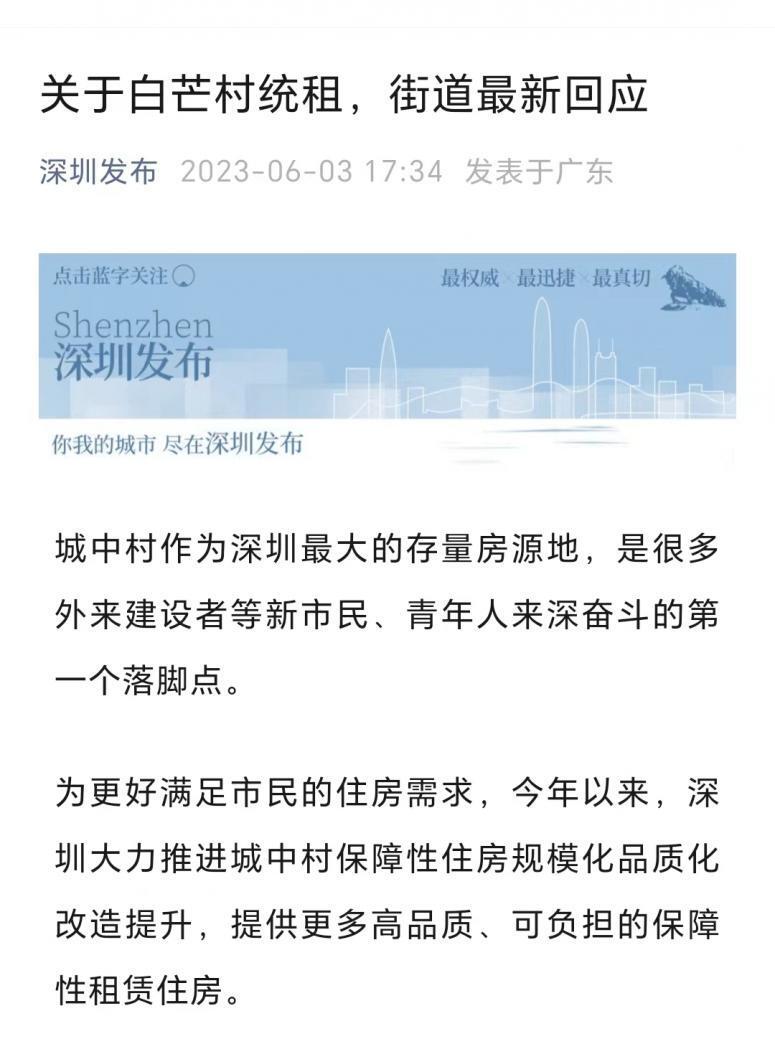 关于白芒村统租，街道最新回应
深圳发布 2023-06-03 17:34 发表于广东
点击蓝字关注
最权威×最迅捷×最真切
Shenzhen
深圳发布
你我的城市 尽在深圳发布
城中村作为深圳最大的存量房源地，是很多
外来建设者等新市民、青年人来深奋斗的第
一个落脚点。
为更好满足市民的住房需求，今年以来，深
圳大力推进城中村保障性住房规模化品质化
改造提升，提供更多高品质、可负担的保障
性租赁住房。